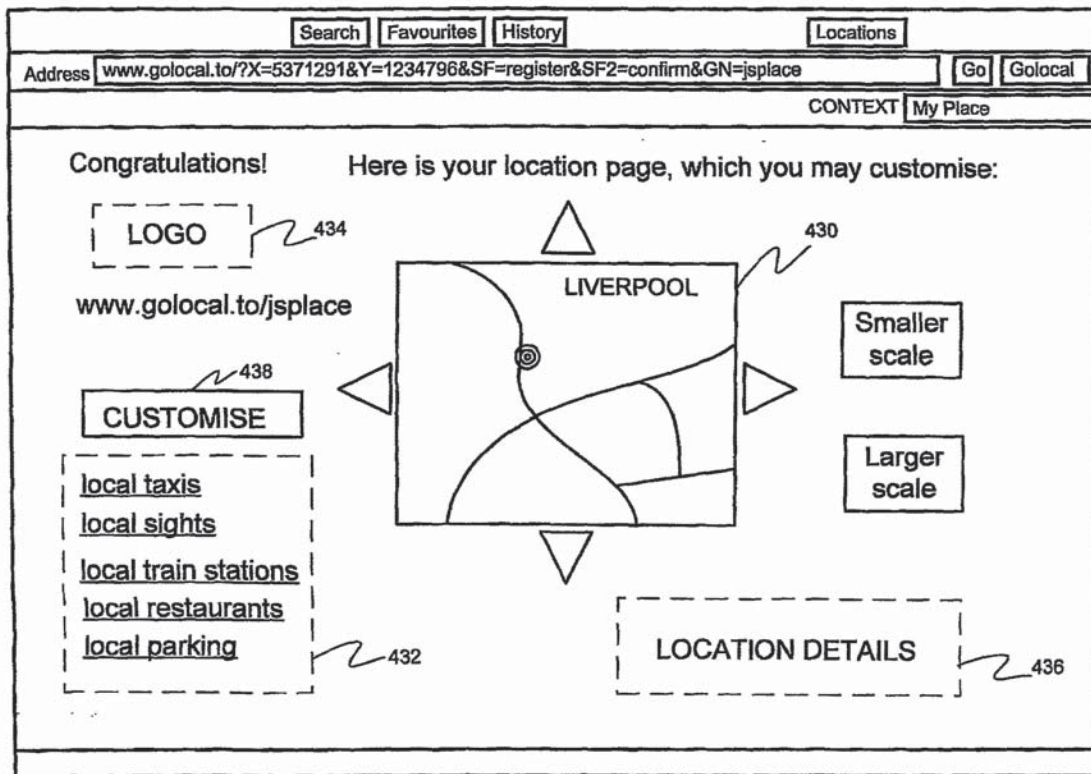 Search Favourites History Locations
Address www.golocal.to/?X=5371291&Y=1234796&SF=register&SF2=confirm&GN=jsplace Go Golocal
CONTEXT My Place
Congratulations! Here is your location page, which you may customise:
LOGO 434
430
LIVERPOOL
www.golocal.to/jsplace
Smaller
scale
438
CUSTOMISE
Larger
scale
local taxis
local sights
local train stations
local restaurants
local parking
432
LOCATION DETAILS
436